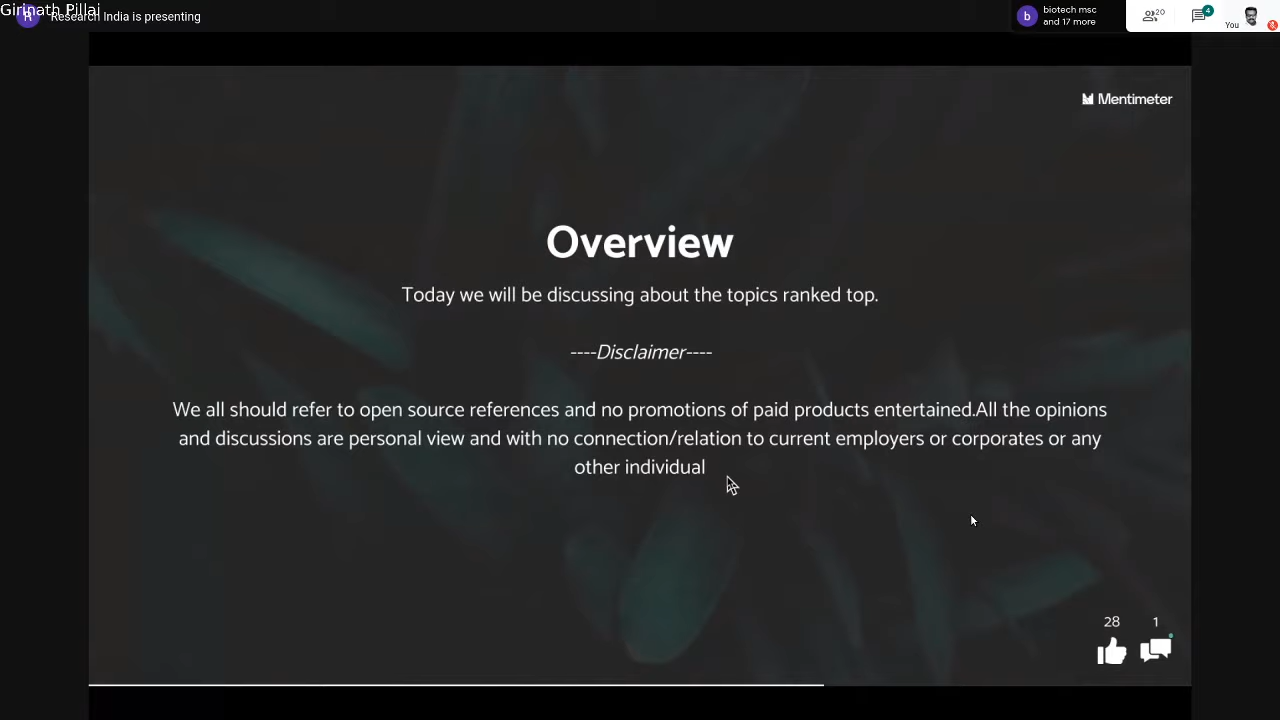 Girinath Pillai
R
Research India is presenting
b
biotech msc
and 17 more
20
4
You
Mentimeter
Overview
Today we will be discussing about the topics ranked top.
----Disclaimer----
We all should refer to open source references and no promotions of paid products entertained.All the opinions
and discussions are personal view and with no connection/relation to current employers or corporates or any
other individual
28
1